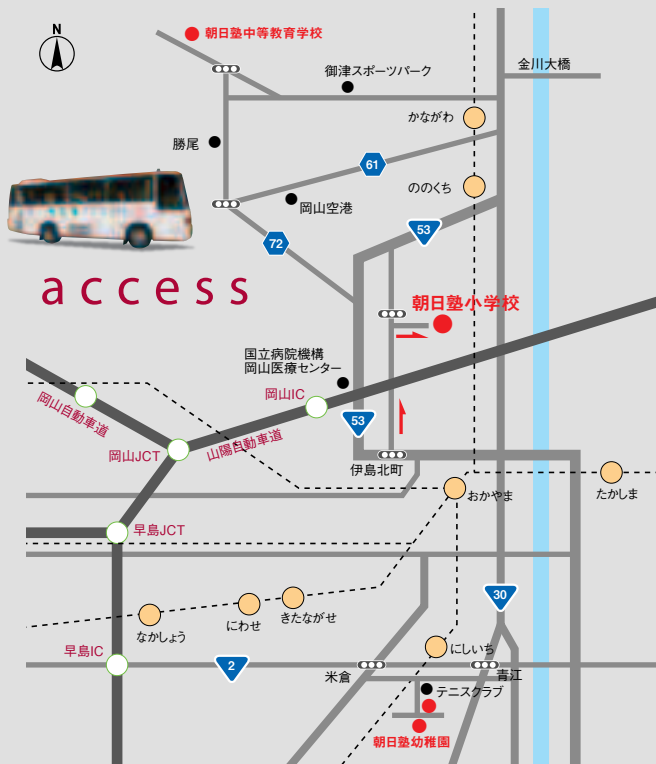 N
朝日塾中等教育学校
金川大橋
御津スポーツパーク
かながわ
勝尾
61
ののくち
岡山空港
53
72
access
朝日塾小学校
国立病院機構
岡山医療センター
岡山IC
岡山自動車道
53
山陽自動車道
岡山JCT
伊島北町
たかしま
おかやま
早島JCT
30
きたながせ
にわせ
なかしょう
にしいち
早島IC
2
米倉
青江
テニスクラブ
朝日塾幼稚園